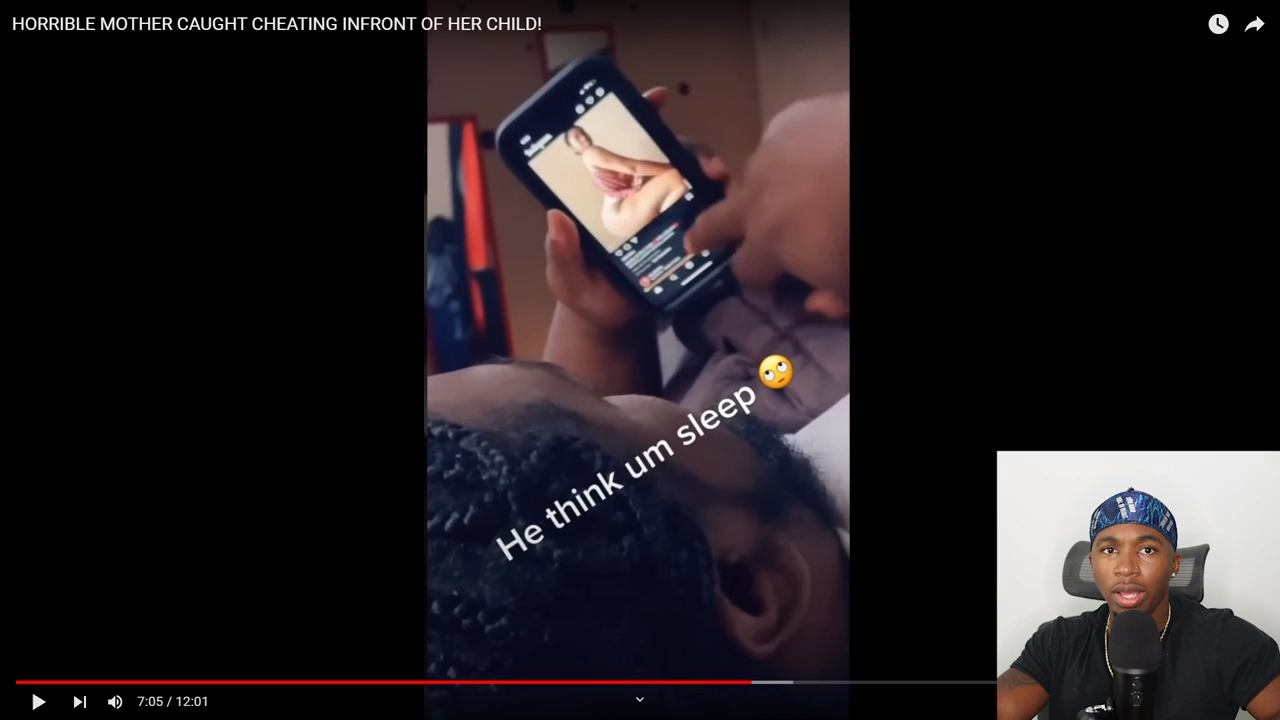 HORRIBLE MOTHER CAUGHT CHEATING INFRONT OF HER CHILD!
He think um sleep 🙄
7:05 / 12:01